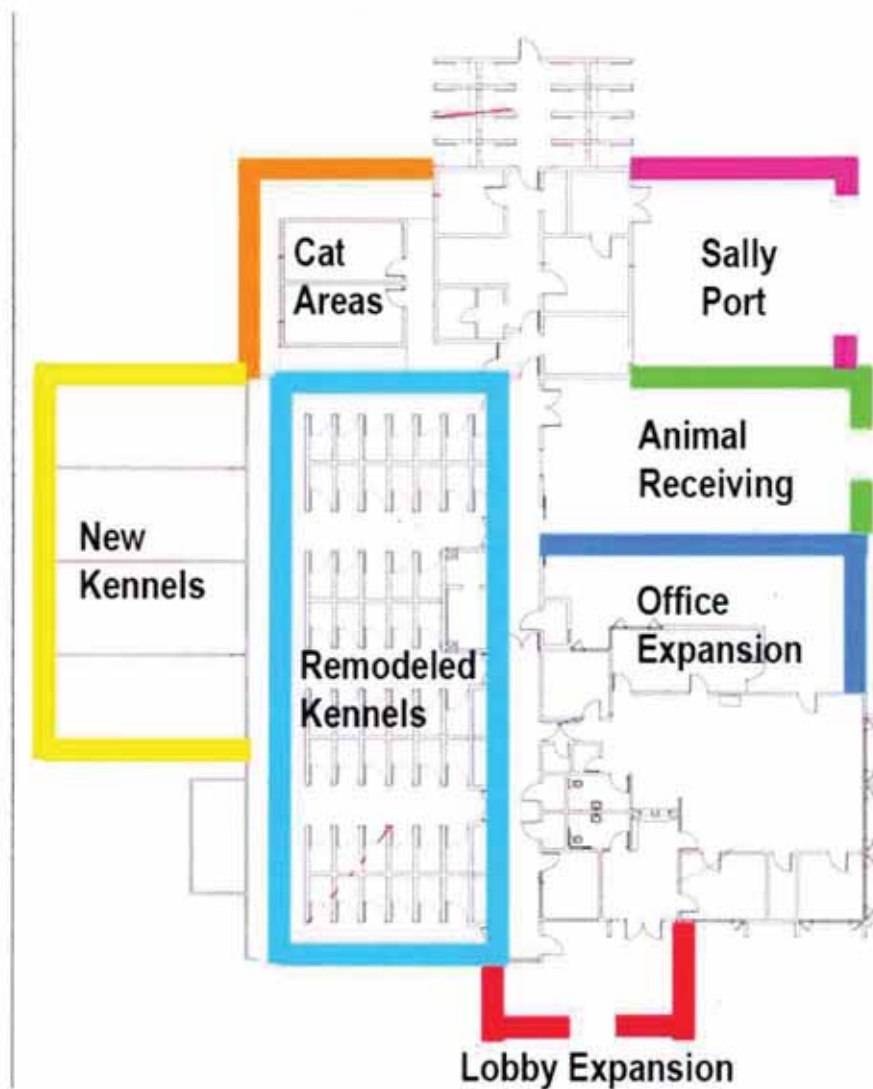 Cat
Areas
Sally
Port
Animal
Receiving
New
Kennels
Office
Expansion
Remodeled
Kennels
Lobby Expansion